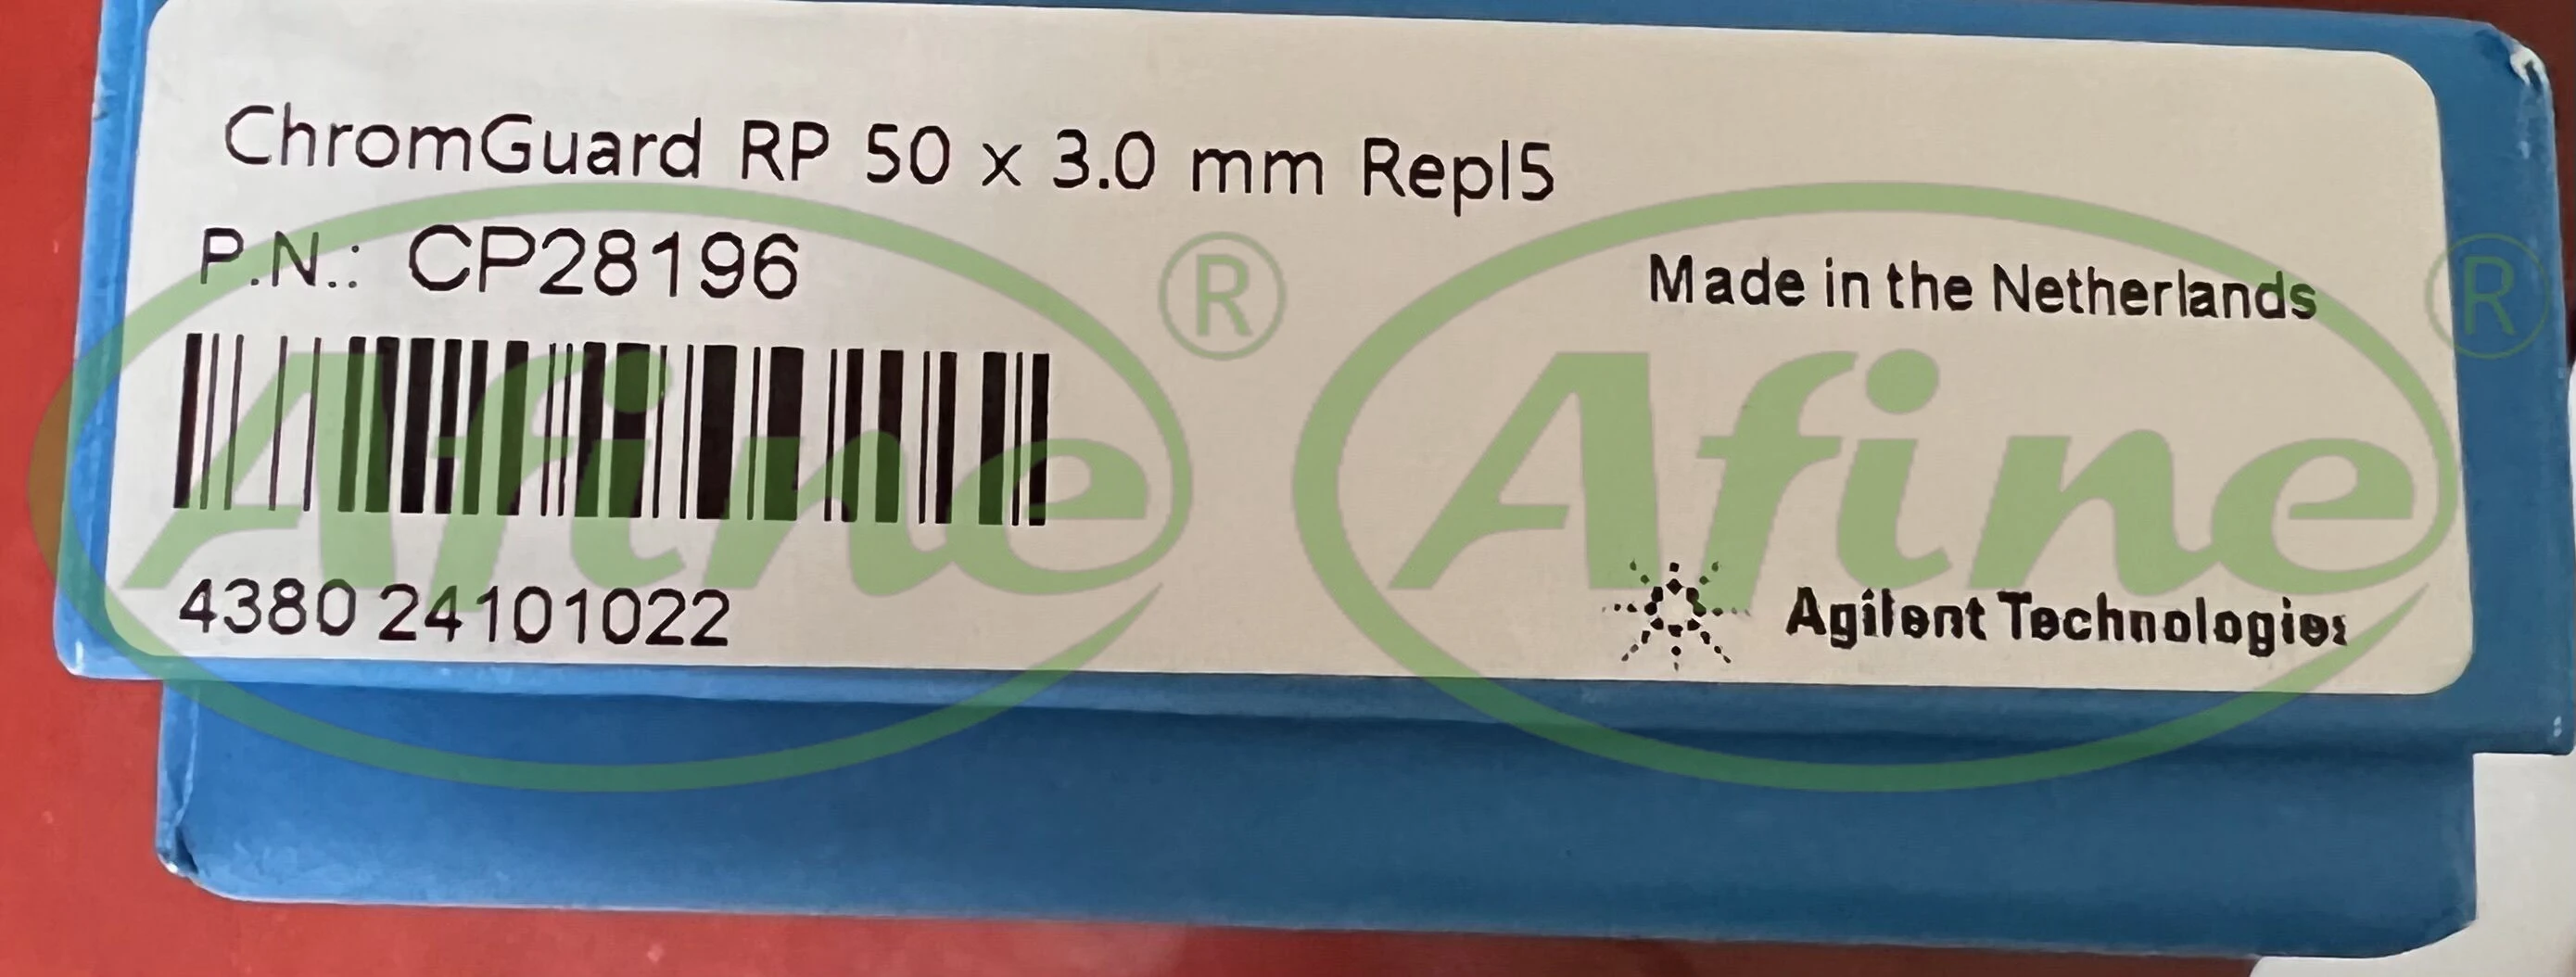 ChromGuard RP 50 x 3.0 mm Repl5
P.N.: CP28196
Made in the Netherlands
4380 24101022
Agilent Technologies
Afine ®
Afine ®